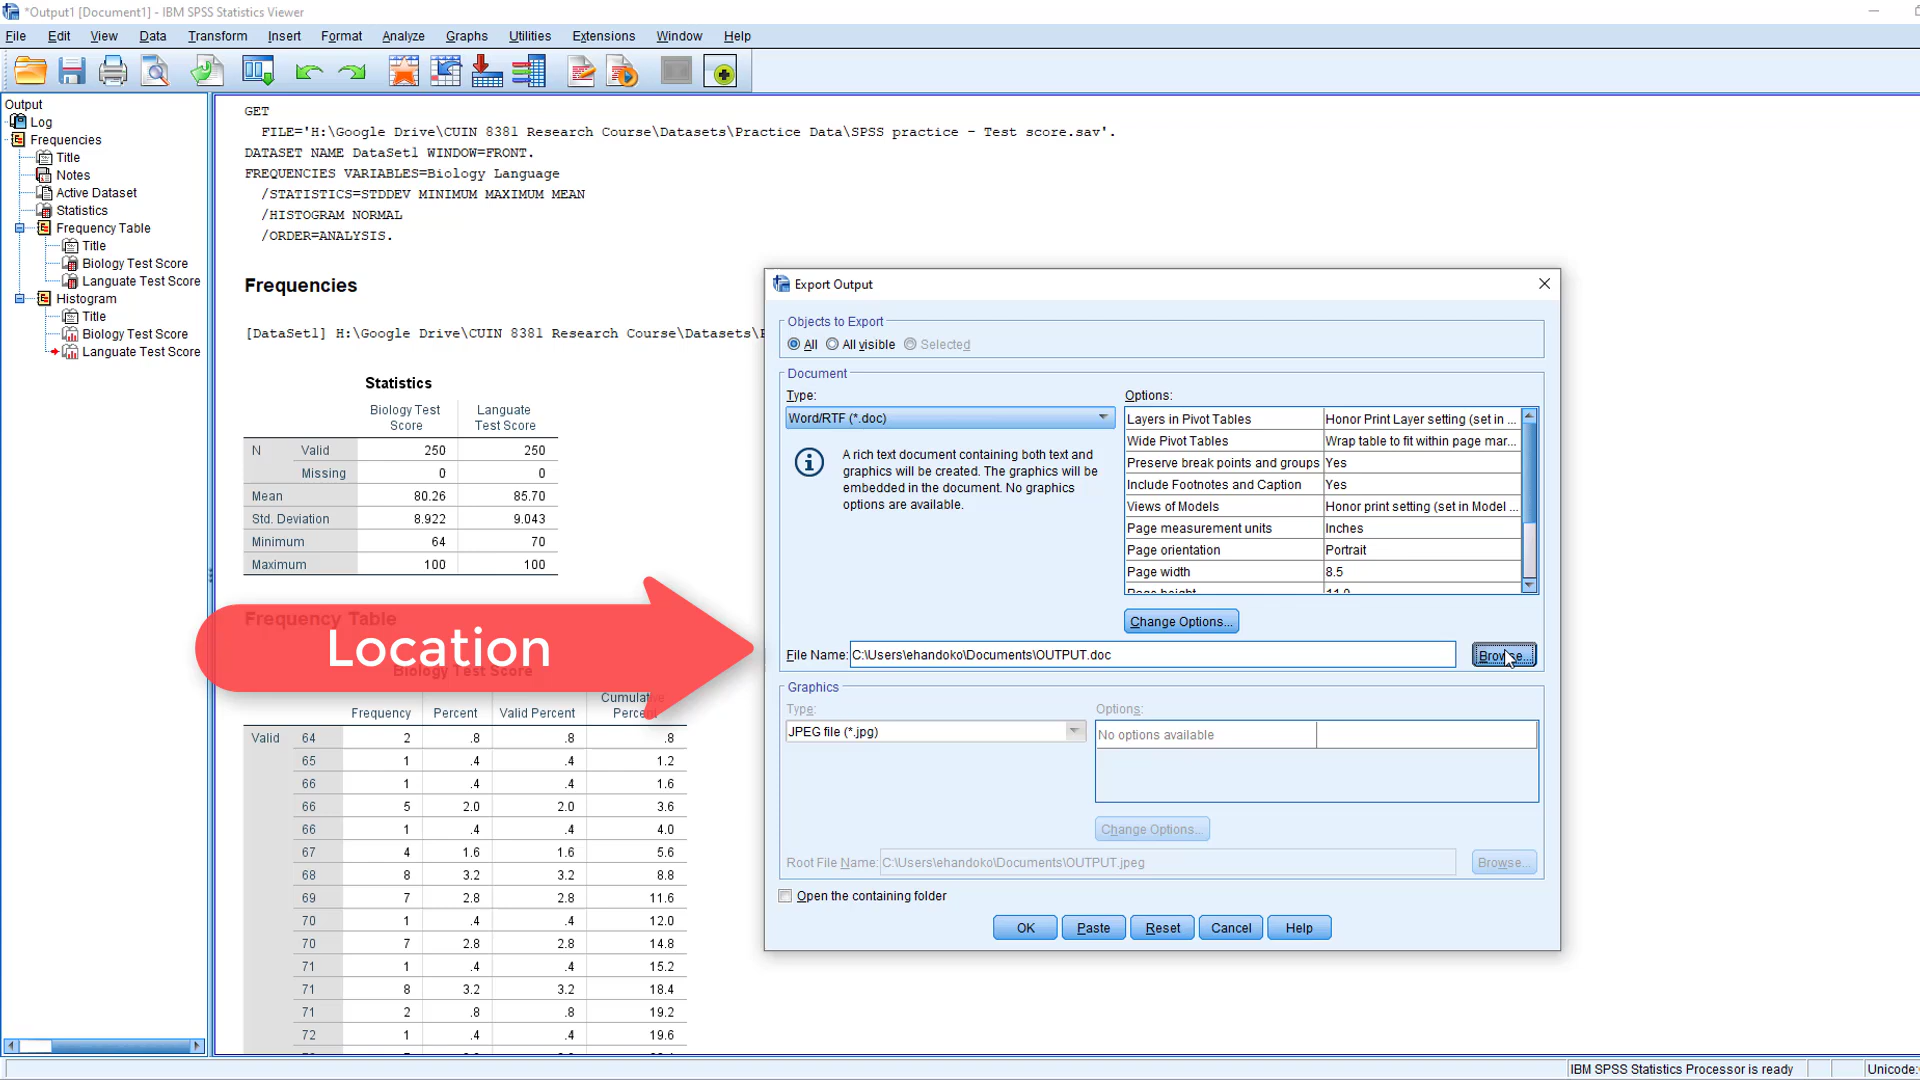 *Output1 [Document1] - IBM SPSS Statistics Viewer
File Edit View Data Transform Insert Format Analyze Graphs Utilities Extensions Window Help
Output
Log
Frequencies
Title
Notes
Active Dataset
Statistics
Frequency Table
Title
Biology Test Score
Languate Test Score
Histogram
Title
Biology Test Score
Languate Test Score
GET
FILE='H:\Google Drive\CUIN 8381 Research Course\Datasets\Practice Data\SPSS practice - Test score.sav'.
DATASET NAME DataSet1 WINDOW=FRONT.
FREQUENCIES VARIABLES=Biology Language
/STATISTICS=STDDEV MINIMUM MAXIMUM MEAN
/HISTOGRAM NORMAL
/ORDER=ANALYSIS.
Frequencies
[DataSet1] H:\Google Drive\CUIN 8381 Research Course\Datasets\
Statistics
Biology Test Score
Languate Test Score
N Valid 250 250
Missing 0 0
Mean 80.26 85.70
Std. Deviation 8.922 9.043
Minimum 64 70
Maximum 100 100
Frequency Table
Location
Biology Test Score
Frequency Percent Valid Percent Cumulative Percent
Valid 64 2 .8 .8 .8
65 1 .4 .4 1.2
66 1 .4 .4 1.6
66 5 2.0 2.0 3.6
66 1 .4 .4 4.0
67 4 1.6 1.6 5.6
68 8 3.2 3.2 8.8
69 7 2.8 2.8 11.6
70 1 .4 .4 12.0
70 7 2.8 2.8 14.8
71 1 .4 .4 15.2
71 8 3.2 3.2 18.4
71 2 .8 .8 19.2
72 1 .4 .4 19.6
Export Output
Objects to Export
All All visible Selected
Document
Type:
Word/RTF (*.doc)
A rich text document containing both text and
graphics will be created. The graphics will be
embedded in the document. No graphics
options are available.
Options:
Layers in Pivot Tables Honor Print Layer setting (set in ...
Wide Pivot Tables Wrap table to fit within page mar...
Preserve break points and groups Yes
Include Footnotes and Caption Yes
Views of Models Honor print setting (set in Model ...
Page measurement units Inches
Page orientation Portrait
Page width 8.5
Page height 11.0
Change Options...
File Name: C:\Users\ehandoko\Documents\OUTPUT.doc Browse...
Graphics
Type:
JPEG file (*.jpg)
Options:
No options available
Change Options...
Root File Name: C:\Users\ehandoko\Documents\OUTPUT.jpeg Browse...
Open the containing folder
OK Paste Reset Cancel Help
IBM SPSS Statistics Processor is ready Unicode: